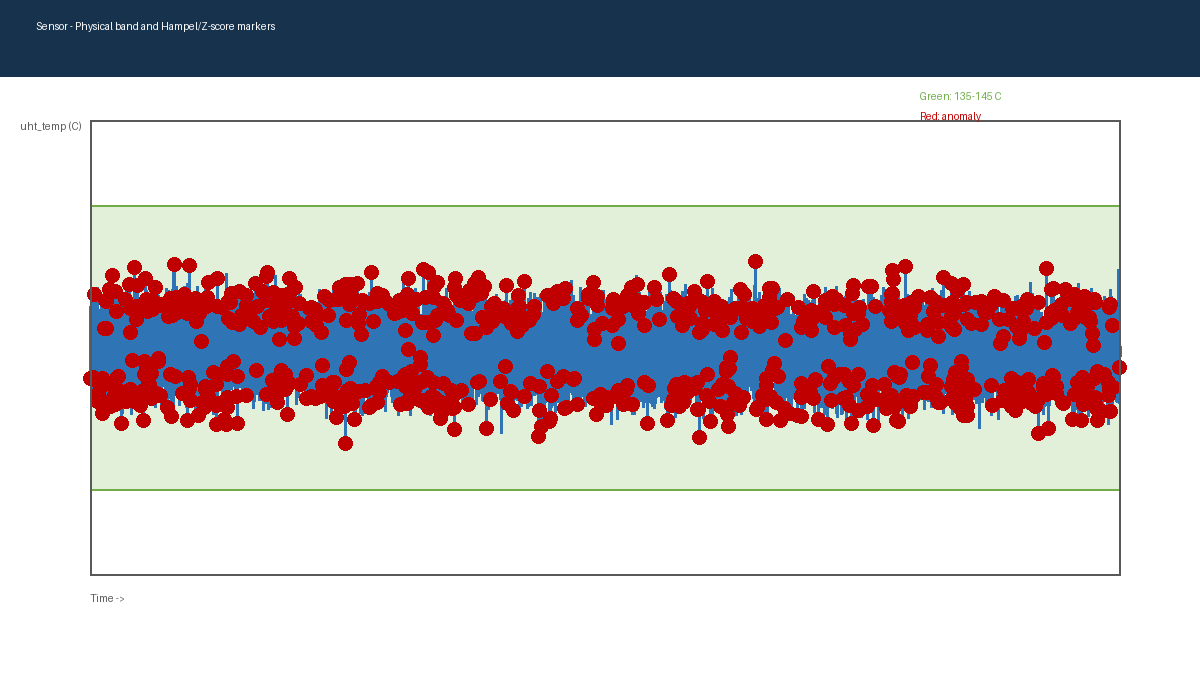 Sensor - Physical band and Hampel/Z-score markers
Green: 135-145 C
Red: anomaly
uht_temp (C)
Time ->